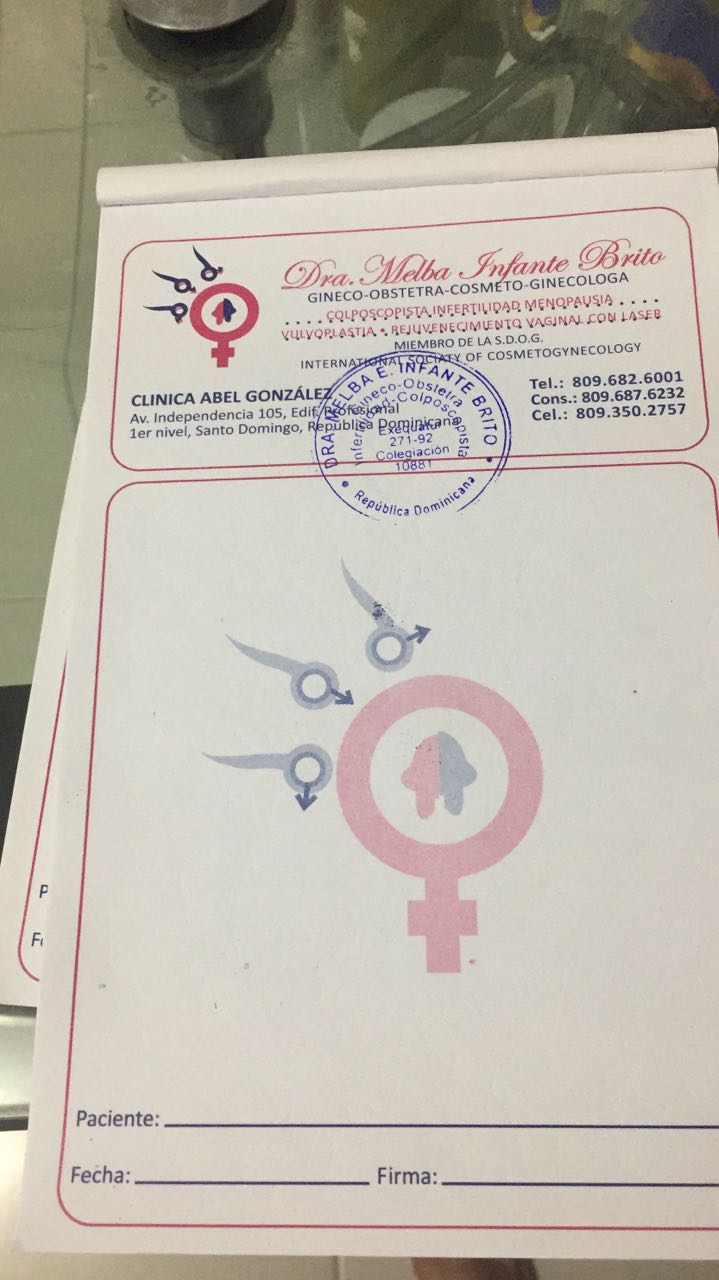 Dra. Melba Infante Brito
GINECO-OBSTETRA-COSMETO-GINECOLOGA
COLPOSCOPISTA INFERTILIDAD MENOPAUSIA
VULVOPLASTIA • REJUVENECIMIENTO VAGINAL CON LASER
MIEMBRO DE LA S.D.O.G.
INTERNATIONAL SOCIATY OF COSMETOGYNECOLOGY
CLINICA ABEL GONZÁLEZ
Av. Independencia 105, Edif. Profesional
1er nivel, Santo Domingo, República Dominicana
Tel.: 809.682.6001
Cons.: 809.687.6232
Cel.: 809.350.2757
DRA. MELBA E. INFANTE BRITO
Gineco-Obstetra
Infertilidad-Colposcopista
Exequatur
271-92
Colegiación
10881
• República Dominicana •
Paciente:
Fecha: Firma:
P
F